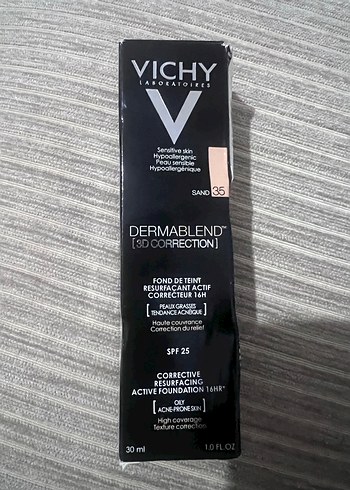 VICHY
LABORATOIRES
V
Sensitive skin
Hypoallergenic
Peau sensible
Hypoallergénique
SAND 35
DERMABLEND™
[3D CORRECTION]
FOND DE TEINT
RESURFAÇANT ACTIF
CORRECTEUR 16H
[PEAUX GRASSES
TENDANCE ACNÉIQUE]
Haute couvrance
Correction du relief
SPF 25
CORRECTIVE
RESURFACING
ACTIVE FOUNDATION 16HR*
[OILY
ACNE-PRONE SKIN]
High coverage
Texture correction
30 ml 1.0 FL.OZ